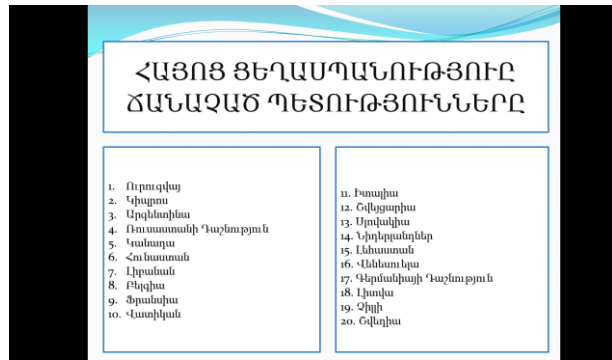 ՀԱՅՈՑ ՑԵՂԱՍՊԱՆՈՒԹՅՈՒՆԸ
ՃԱՆԱՉԱԾ ՊԵՏՈՒԹՅՈՒՆՆԵՐԸ
1. Ուրուգվայ
2. Կիպրոս
3. Արգենտինա
4. Ռուսաստանի Դաշնություն
5. Կանադա
6. Հունաստան
7. Լիբանան
8. Բելգիա
9. Ֆրանսիա
10. Վատիկան
11. Իտալիա
12. Շվեյցարիա
13. Սլովակիա
14. Նիդերլանդներ
15. Լեհաստան
16. Վենեսուելա
17. Գերմանիայի Դաշնություն
18. Լիտվա
19. Չիլի
20. Շվեդիա